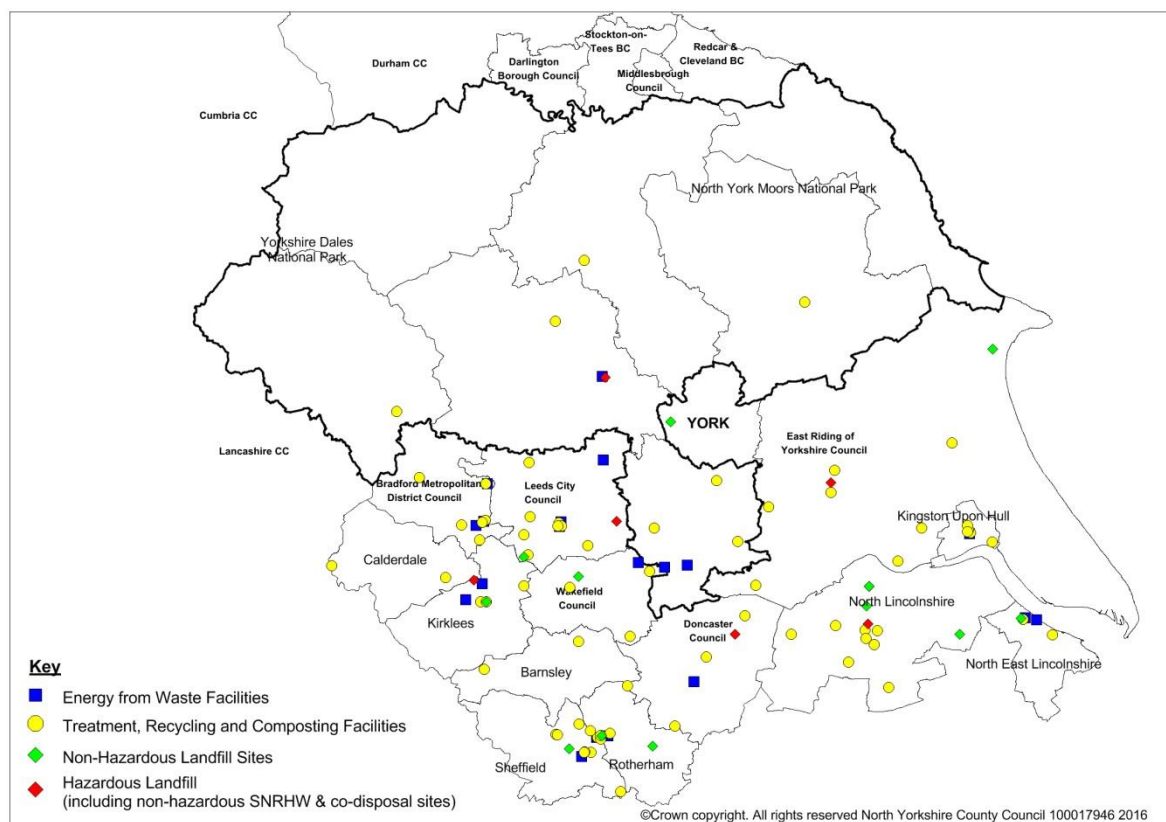 Stockton-on-
Tees BC
Redcar &
Cleveland BC
Durham CC
Darlington
Borough Council
Middlesbrough
Council
Cumbria CC
North York Moors National Park
Yorkshire Dales
National Park
YORK
East Riding of
Yorkshire Council
Lancashire CC
Bradford Metropolitan
District Council
Leeds City
Council
Kingston Upon Hull
Calderdale
Wakefield
Council
North Lincolnshire
Kirklees
Doncaster
Council
Barnsley
North East Lincolnshire
Sheffield
Rotherham
Key
Energy from Waste Facilities
Treatment, Recycling and Composting Facilities
Non-Hazardous Landfill Sites
Hazardous Landfill
(including non-hazardous SNRHW & co-disposal sites)
©Crown copyright. All rights reserved North Yorkshire County Council 100017946 2016